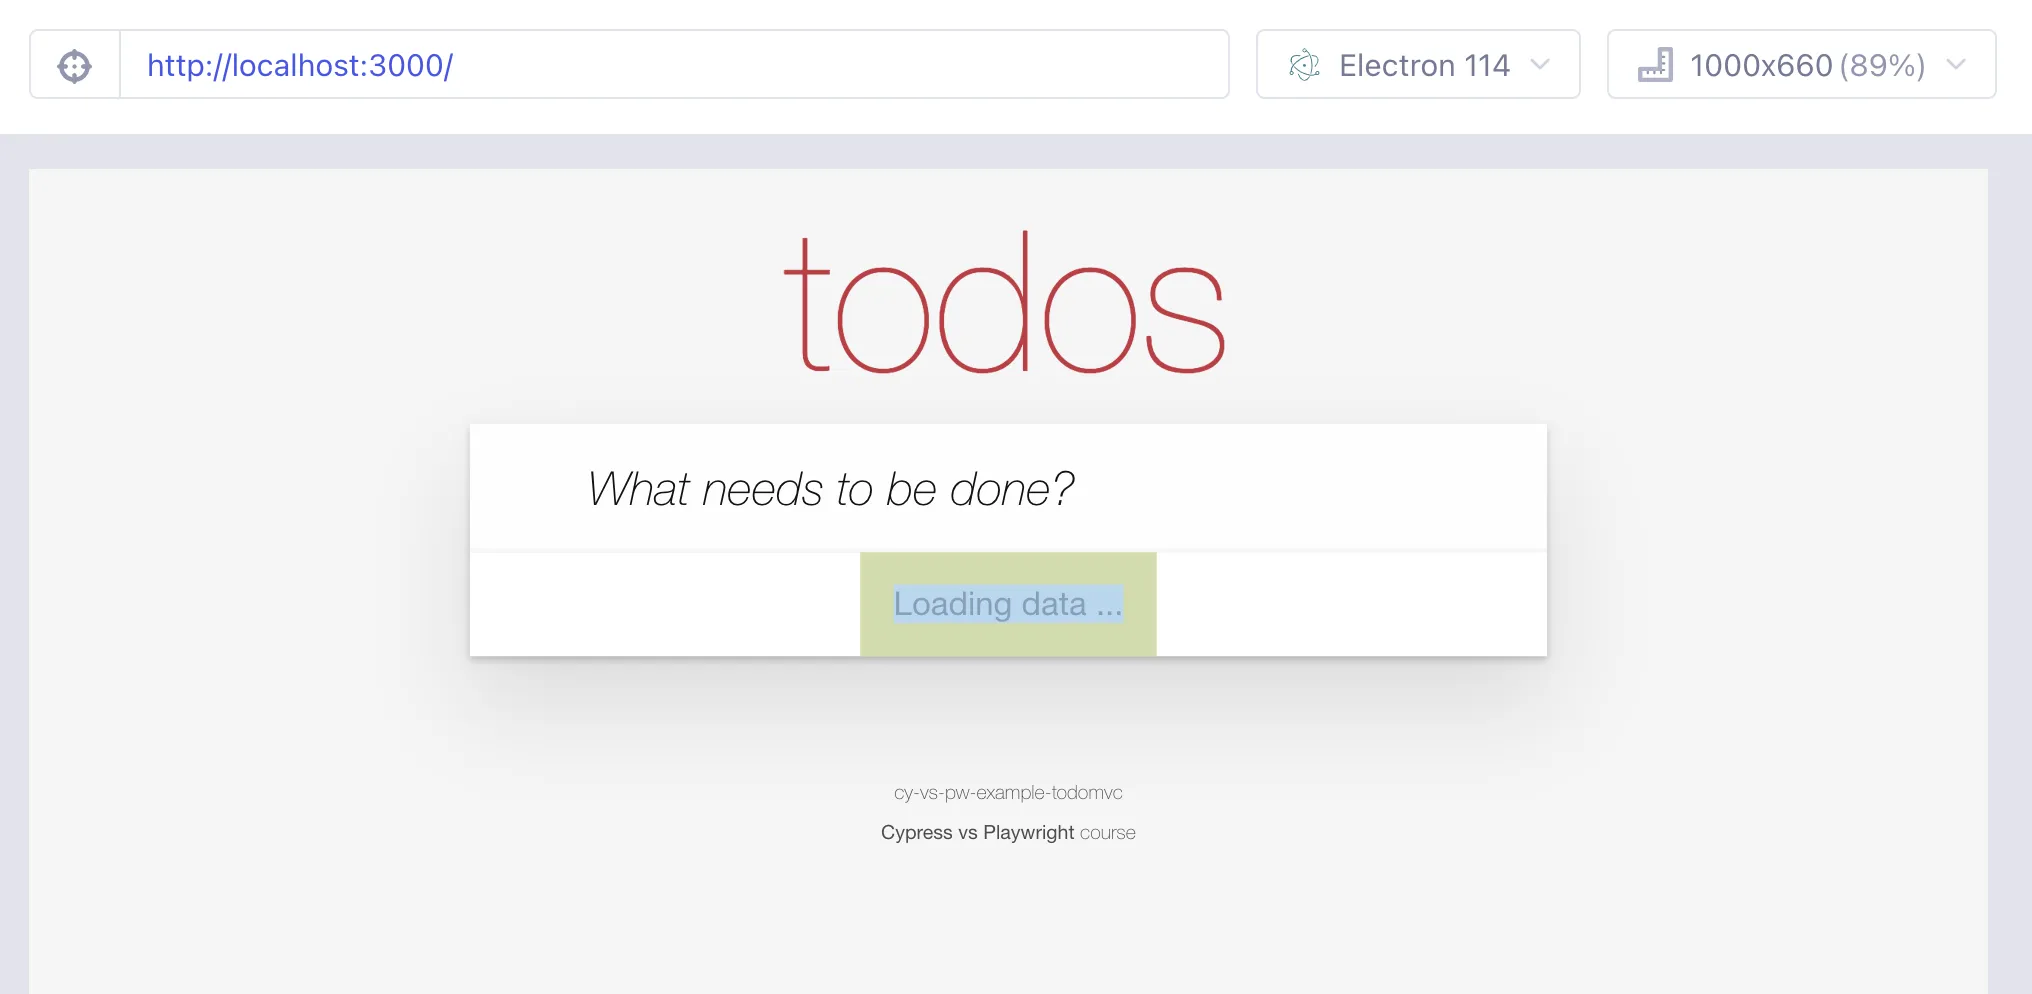 http://localhost:3000/
Electron 114
1000x660 (89%)
todos
What needs to be done?
Loading data ...
cy-vs-pw-example-todomvc
Cypress vs Playwright course